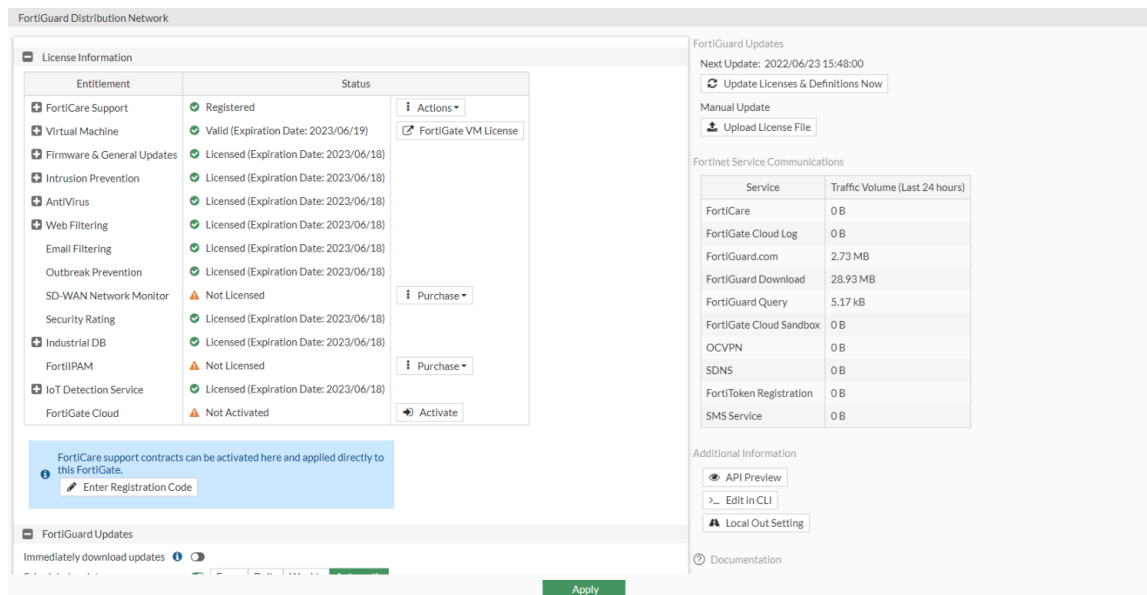 FortiGuard Distribution Network
License Information
Entitlement Status
FortiCare Support Registered Actions
Virtual Machine Valid (Expiration Date: 2023/06/19) FortiGate VM License
Firmware & General Updates Licensed (Expiration Date: 2023/06/18)
Intrusion Prevention Licensed (Expiration Date: 2023/06/18)
AntiVirus Licensed (Expiration Date: 2023/06/18)
Web Filtering Licensed (Expiration Date: 2023/06/18)
Email Filtering Licensed (Expiration Date: 2023/06/18)
Outbreak Prevention Licensed (Expiration Date: 2023/06/18)
SD-WAN Network Monitor Not Licensed Purchase
Security Rating Licensed (Expiration Date: 2023/06/18)
Industrial DB Licensed (Expiration Date: 2023/06/18)
FortiIPAM Not Licensed Purchase
IoT Detection Service Licensed (Expiration Date: 2023/06/18)
FortiGate Cloud Not Activated Activate
FortiCare support contracts can be activated here and applied directly to
this FortiGate.
Enter Registration Code
FortiGuard Updates
Immediately download updates
FortiGuard Updates
Next Update: 2022/06/23 15:48:00
Update Licenses & Definitions Now
Manual Update
Upload License File
Fortinet Service Communications
Service Traffic Volume (Last 24 hours)
FortiCare 0 B
FortiGate Cloud Log 0 B
FortiGuard.com 2.73 MB
FortiGuard Download 28.93 MB
FortiGuard Query 5.17 kB
FortiGate Cloud Sandbox 0 B
OCVPN 0 B
SDNS 0 B
FortiToken Registration 0 B
SMS Service 0 B
Additional Information
API Preview
>_ Edit in CLI
Local Out Setting
Documentation
Apply